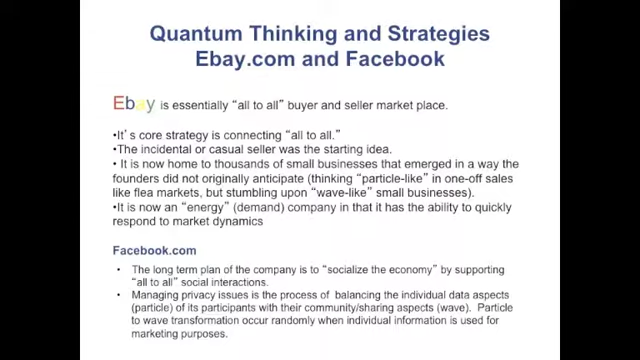 Quantum Thinking and Strategies
Ebay.com and Facebook
Ebay is essentially “all to all” buyer and seller market place.
•It’s core strategy is connecting “all to all.”
•The incidental or casual seller was the starting idea.
• It is now home to thousands of small businesses that emerged in a way the
founders did not originally anticipate (thinking “particle-like” in one-off sales
like flea markets, but stumbling upon “wave-like” small businesses).
•It is now an “energy” (demand) company in that it has the ability to quickly
respond to market dynamics
Facebook.com
• The long term plan of the company is to “socialize the economy” by supporting
“all to all” social interactions.
• Managing privacy issues is the process of balancing the individual data aspects
(particle) of its participants with their community/sharing aspects (wave). Particle
to wave transformation occur randomly when individual information is used for
marketing purposes.